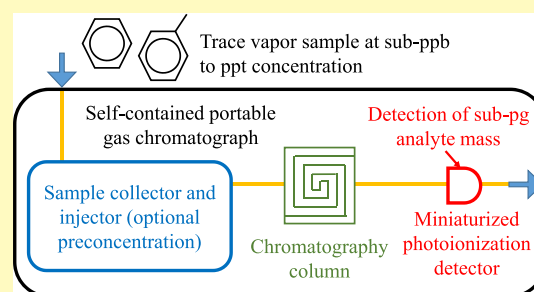 Trace vapor sample at sub-ppb
to ppt concentration
Self-contained portable
gas chromatograph
Detection of sub-pg
analyte mass
Sample collector and
injector (optional
preconcentration)
Chromatography
column
Miniaturized
photoionization
detector